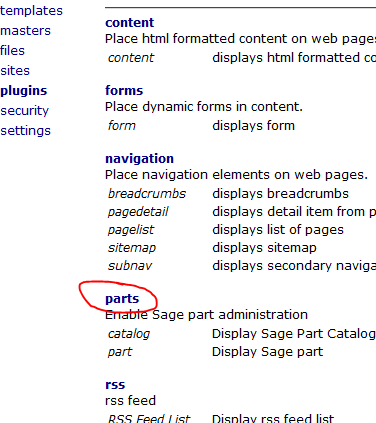 templates
masters
files
sites
plugins
security
settings
content
Place html formatted content on web pages
content displays html formatted co
forms
Place dynamic forms in content.
form displays form
navigation
Place navigation elements on web pages.
breadcrumbs displays breadcrumbs
pagedetail displays detail item from p
pagelist displays list of pages
sitemap displays sitemap
subnav displays secondary naviga
parts
Enable Sage part administration
catalog Display Sage Part Catalog
part Display Sage part
rss
rss feed
RSS Feed List Display rss feed list